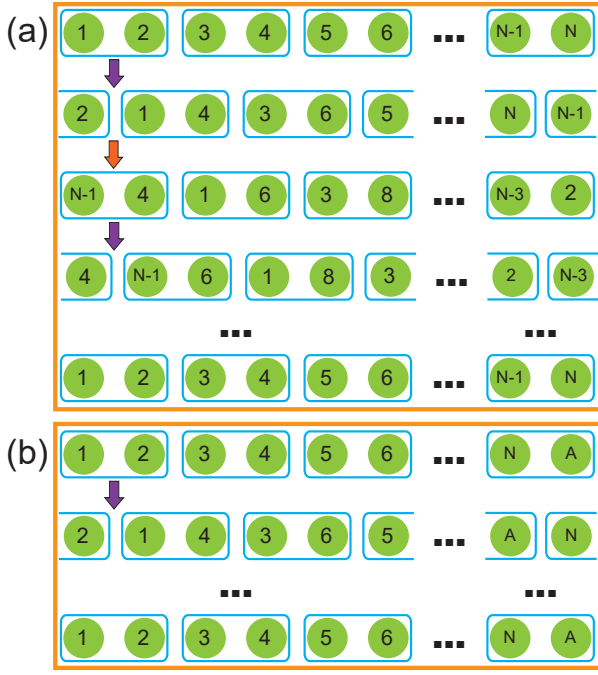 (a)
1 2 3 4 5 6 ... N-1 N
2 1 4 3 6 5 ... N N-1
N-1 4 1 6 3 8 ... N-3 2
4 N-1 6 1 8 3 ... 2 N-3
... ...
1 2 3 4 5 6 ... N-1 N
(b)
1 2 3 4 5 6 ... N A
2 1 4 3 6 5 ... A N
... ...
1 2 3 4 5 6 ... N A